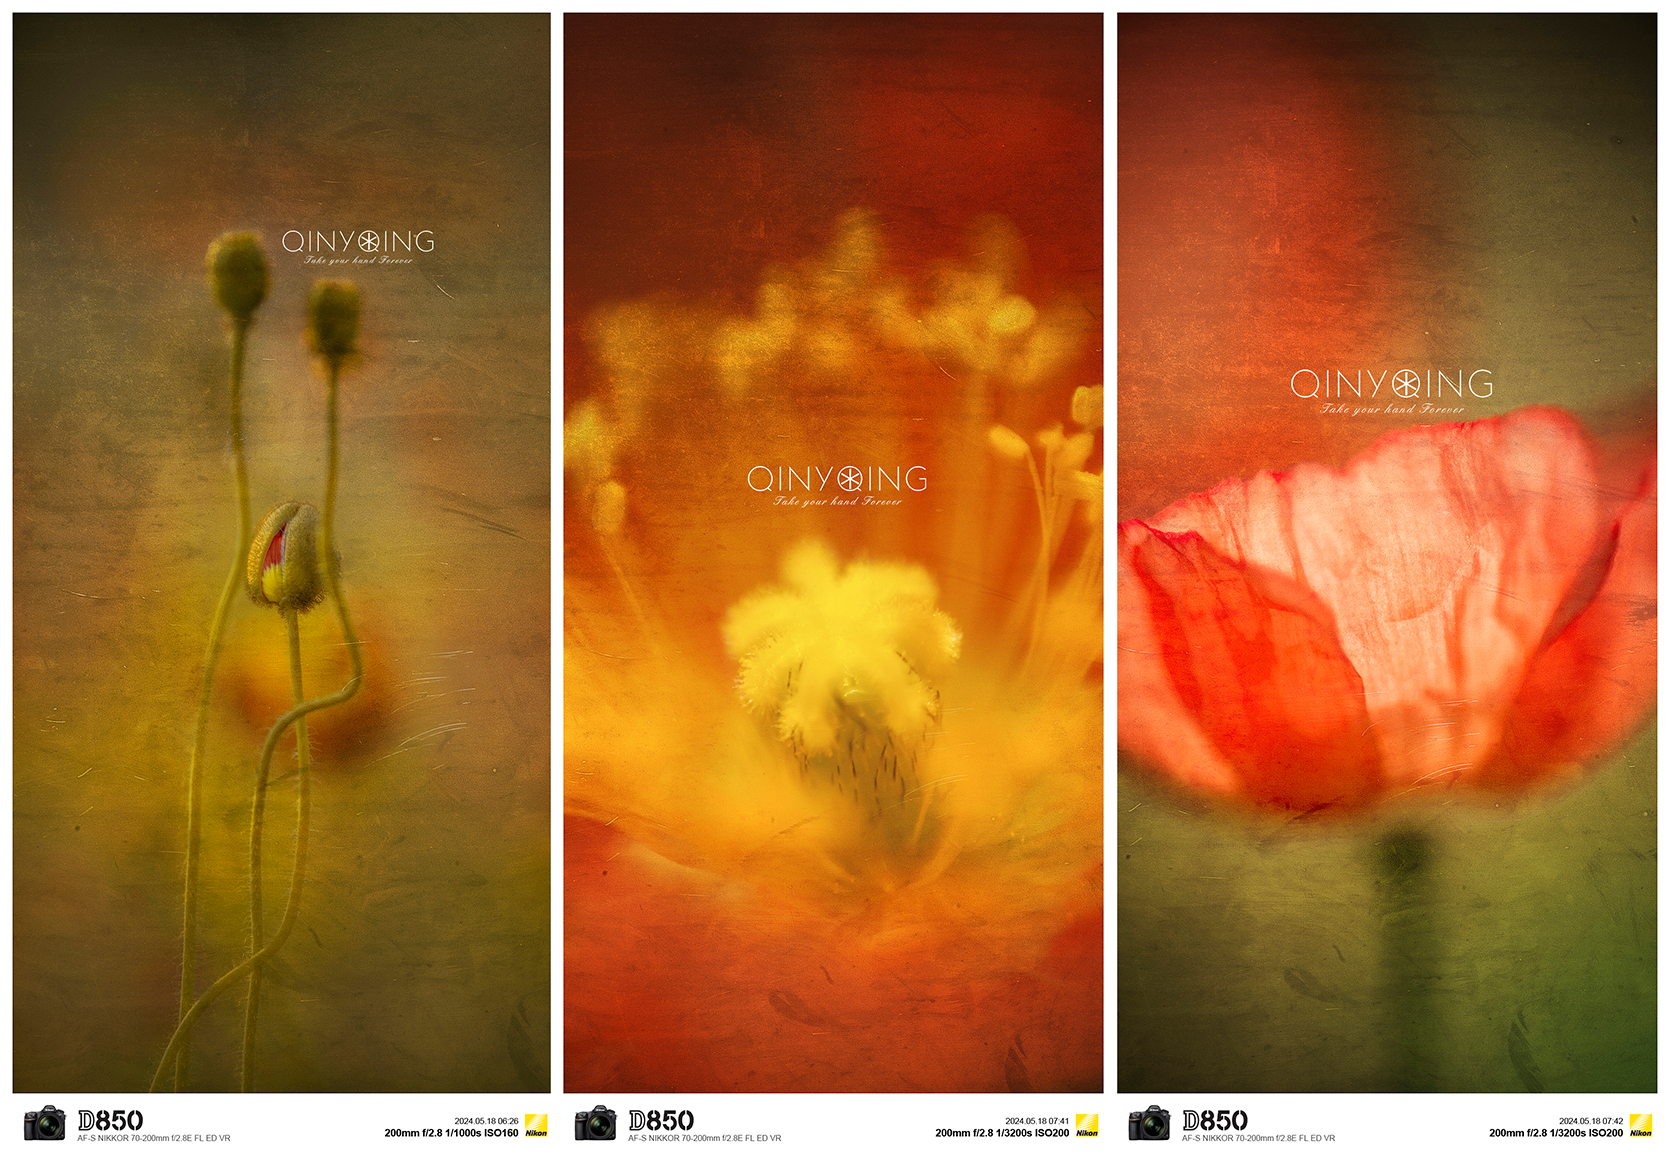 QINYQING
Take your hand Forever
QINYQING
Take your hand Forever
QINYQING
Take your hand Forever
D850
AF-S NIKKOR 70-200mm f/2.8E FL ED VR
2024.05.18 06:26
200mm f/2.8 1/1000s ISO160
Nikon
D850
AF-S NIKKOR 70-200mm f/2.8E FL ED VR
2024.05.18 07:41
200mm f/2.8 1/3200s ISO200
Nikon
D850
AF-S NIKKOR 70-200mm f/2.8E FL ED VR
2024.05.18 07:42
200mm f/2.8 1/3200s ISO200
Nikon